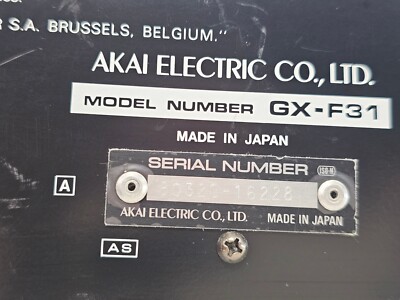 R S.A. BRUSSELS, BELGIUM."
AKAI ELECTRIC CO., LTD.
MODEL NUMBER GX-F31
MADE IN JAPAN
SERIAL NUMBER
A
AKAI ELECTRIC CO., LTD. MADE IN JAPAN
AS